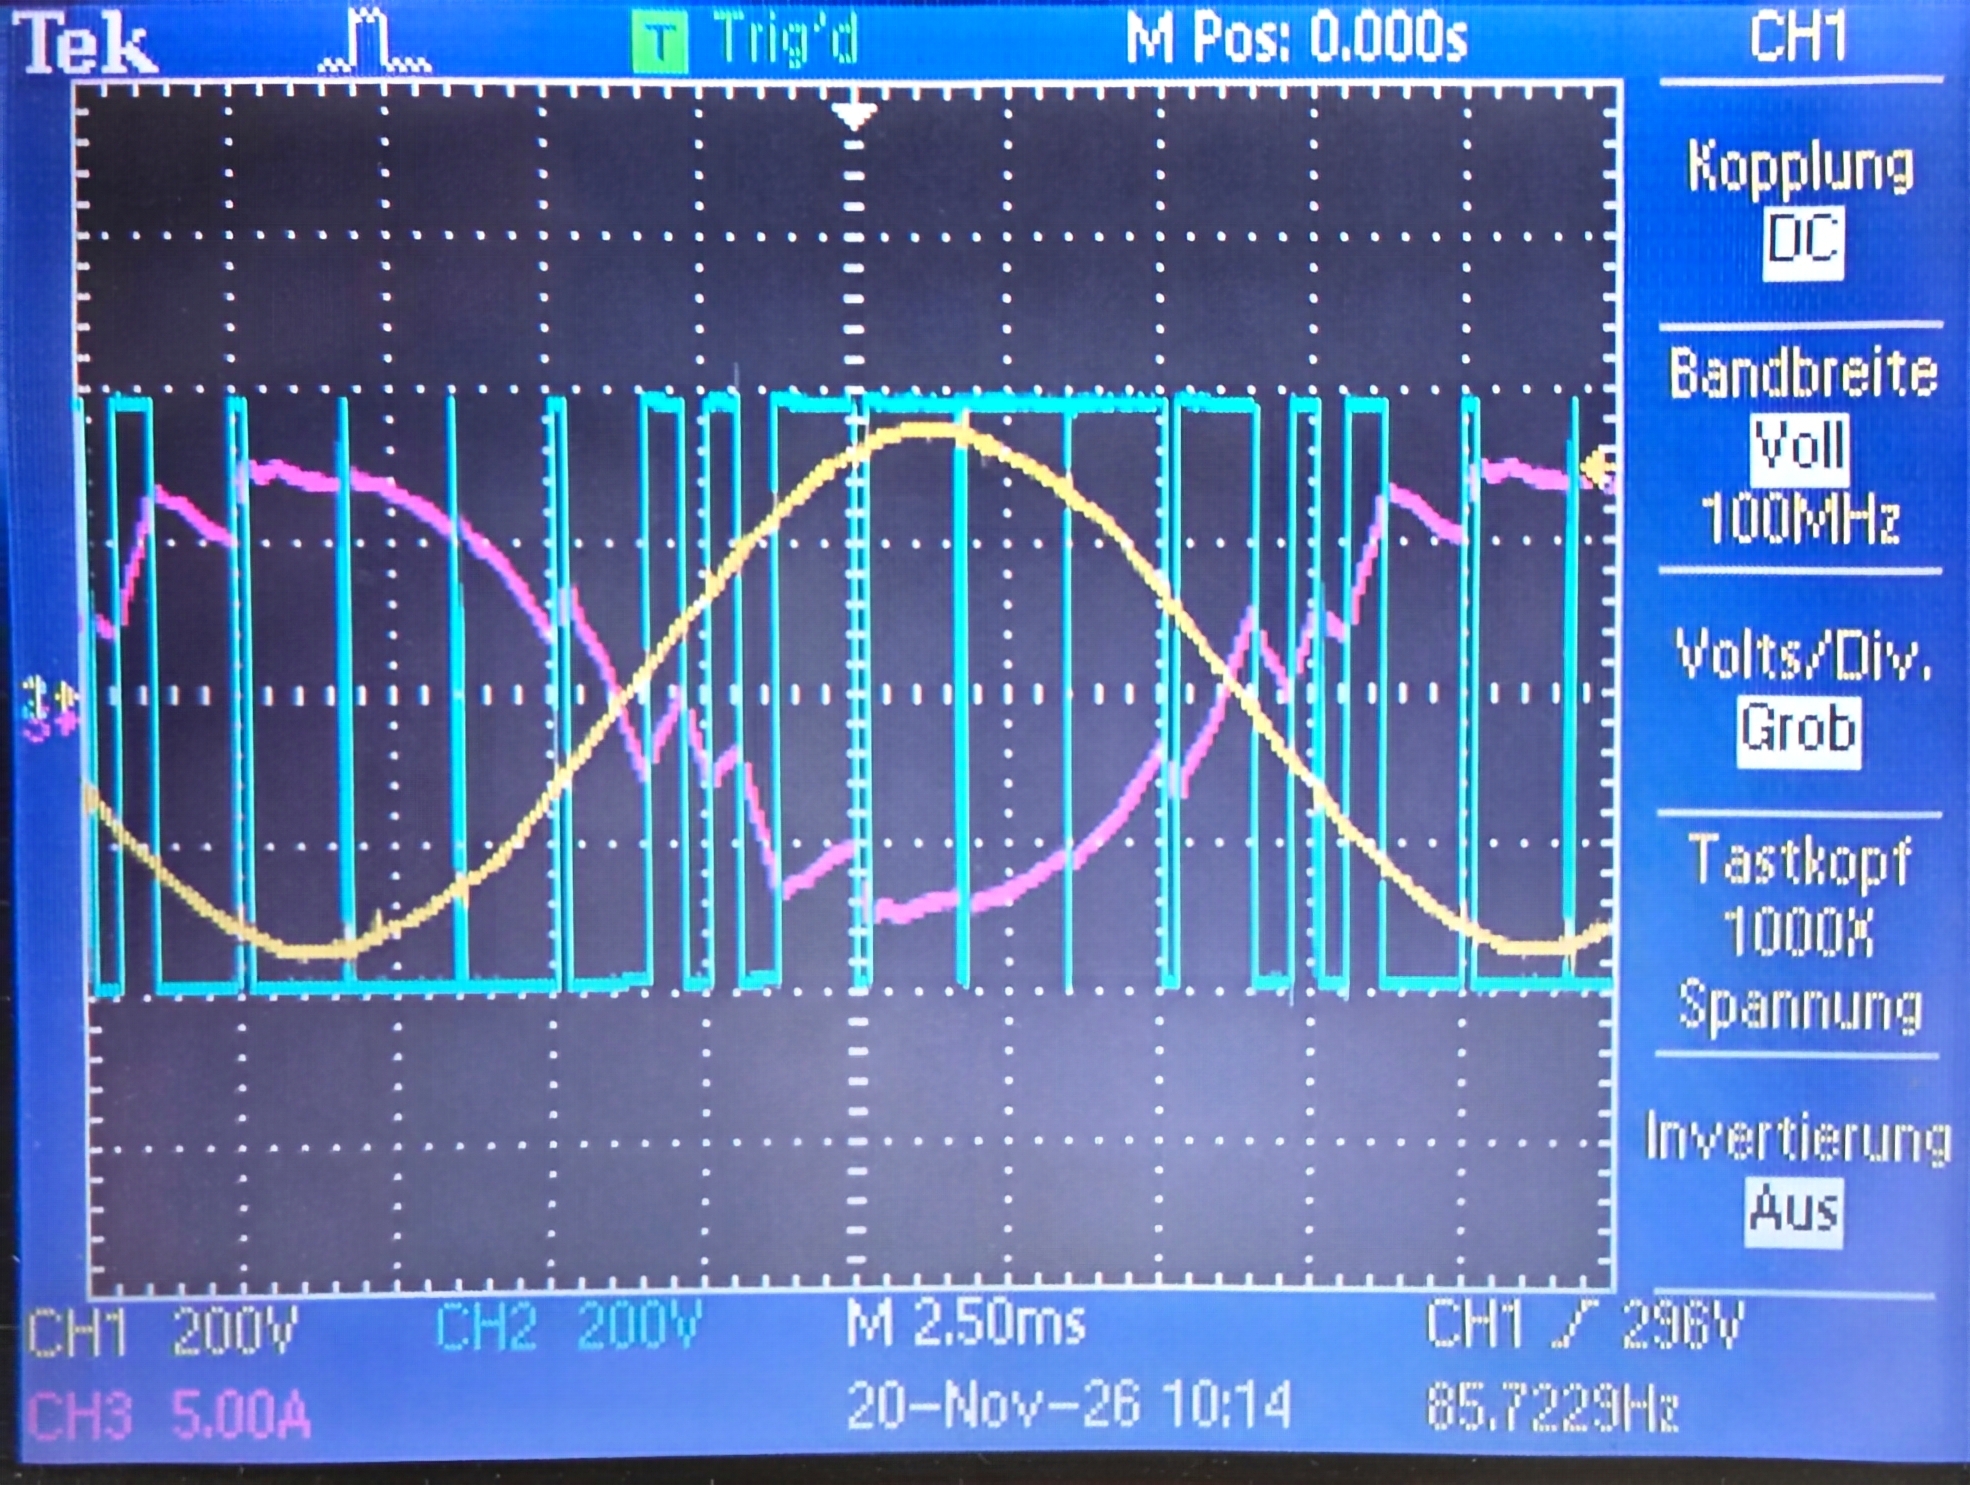 Tek T Trig'd M Pos: 0.000s CH1
Kopplung
DC
Bandbreite
Voll
100MHz
Volts/Div.
Grob
Tastkopf
1000X
Spannung
Invertierung
Aus
3
CH1 200V CH2 200V M 2.50ms CH1 / 296V
CH3 5.00A 20-Nov-26 10:14 85.7229Hz